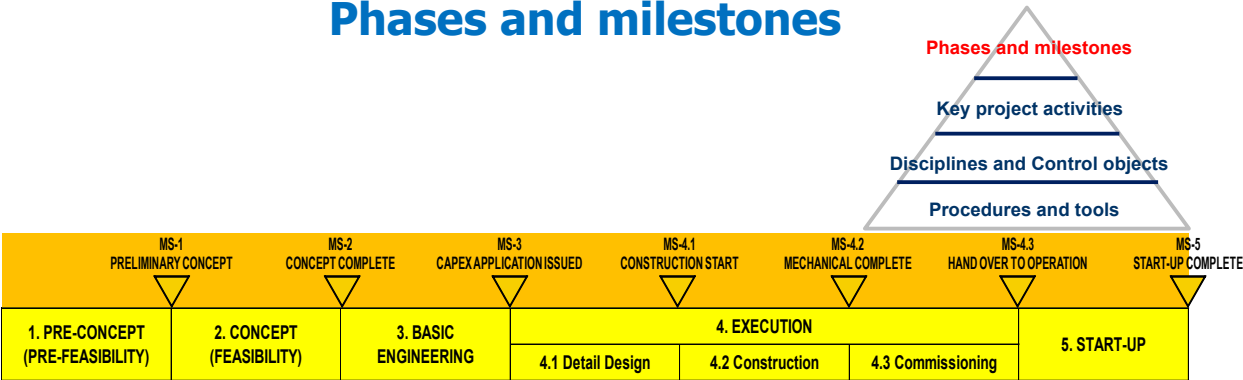 Phases and milestones
Phases and milestones
Key project activities
Disciplines and Control objects
Procedures and tools
MS-1
PRELIMINARY CONCEPT
MS-2
CONCEPT COMPLETE
MS-3
CAPEX APPLICATION ISSUED
MS-4.1
CONSTRUCTION START
MS-4.2
MECHANICAL COMPLETE
MS-4.3
HAND OVER TO OPERATION
MS-5
START-UP COMPLETE
1. PRE-CONCEPT
(PRE-FEASIBILITY)
2. CONCEPT
(FEASIBILITY)
3. BASIC
ENGINEERING
4. EXECUTION
4.1 Detail Design
4.2 Construction
4.3 Commissioning
5. START-UP